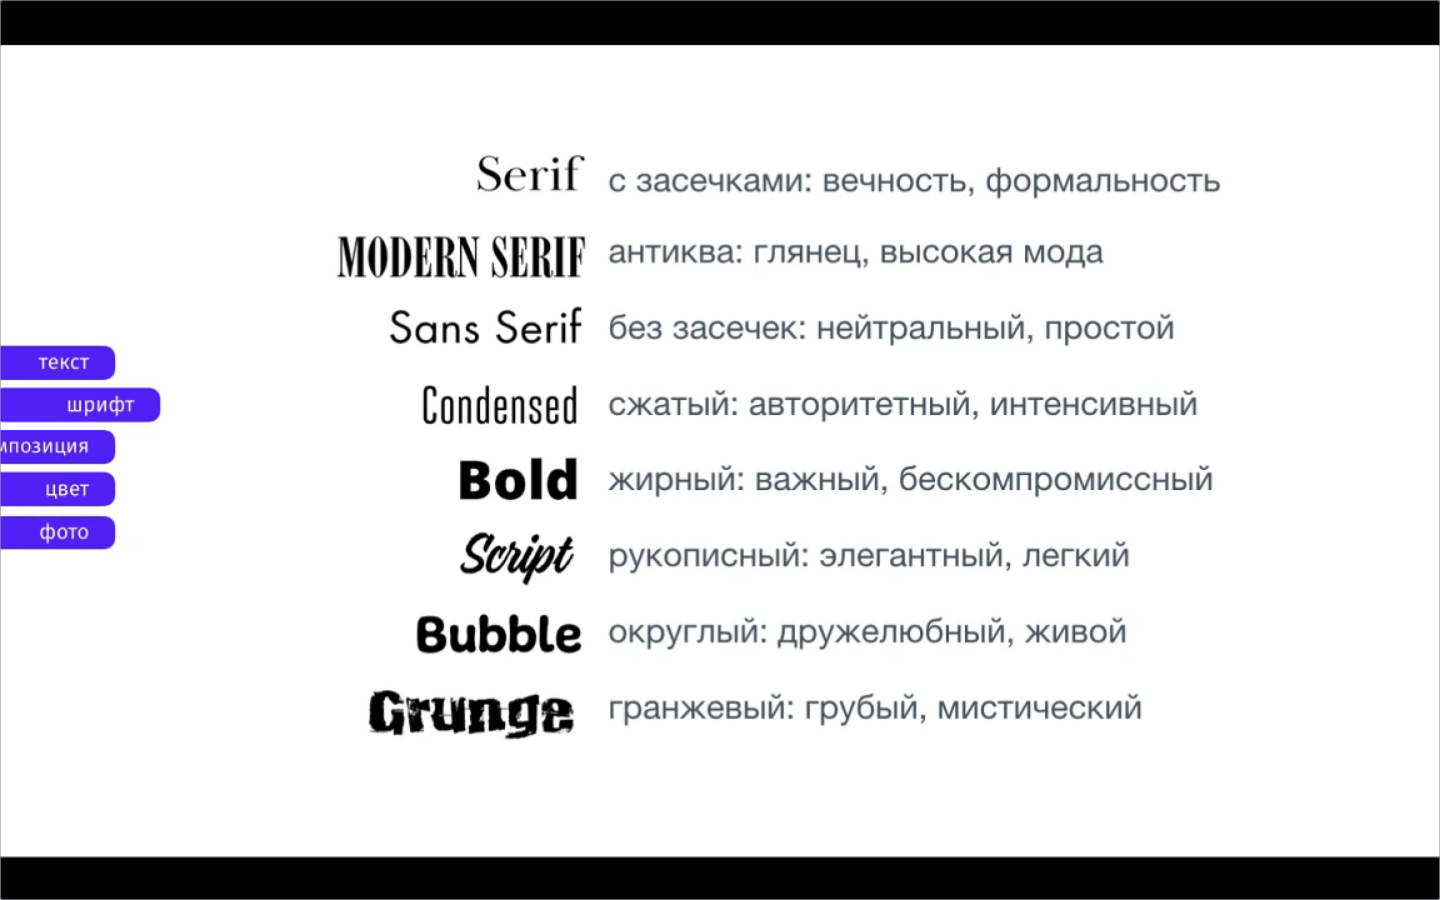 Serif с засечками: вечность, формальность
MODERN SERIF антиква: глянец, высокая мода
Sans Serif без засечек: нейтральный, простой
Condensed сжатый: авторитетный, интенсивный
Bold жирный: важный, бескомпромиссный
Script рукописный: элегантный, легкий
Bubble округлый: дружелюбный, живой
Grunge гранжевый: грубый, мистический
текст
шрифт
мпозиция
цвет
фото